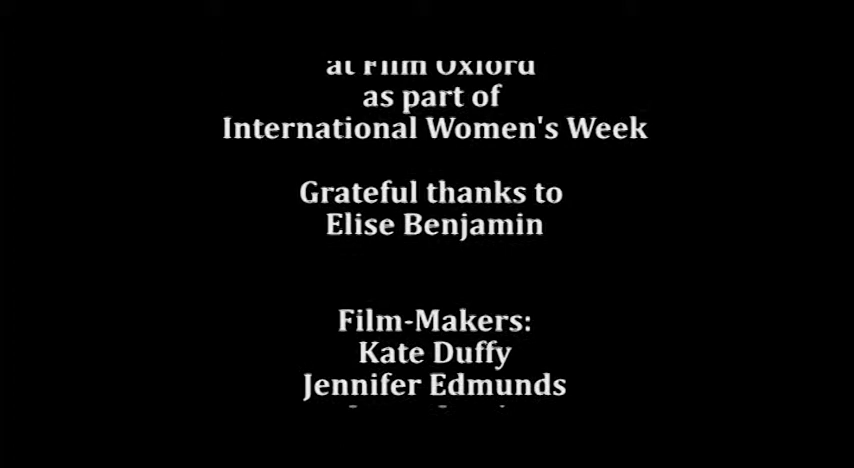 at Film Oxford
as part of
International Women's Week
Grateful thanks to
Elise Benjamin
Film-Makers:
Kate Duffy
Jennifer Edmunds